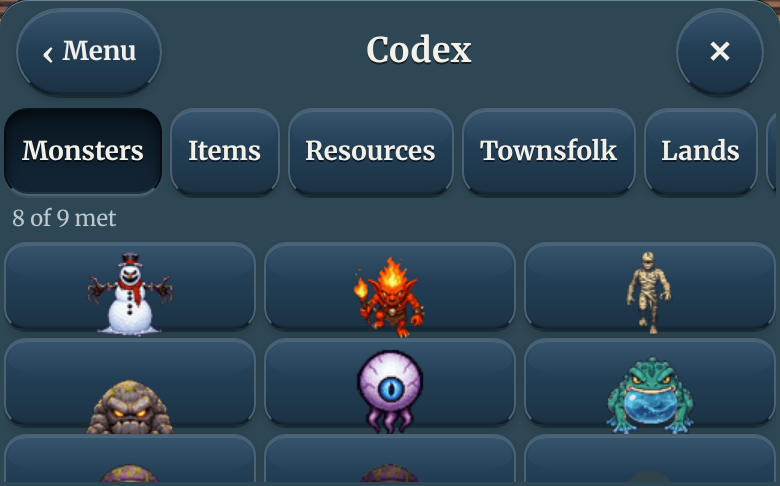 ‹ Menu
Codex
×
Monsters
Items
Resources
Townsfolk
Lands
8 of 9 met